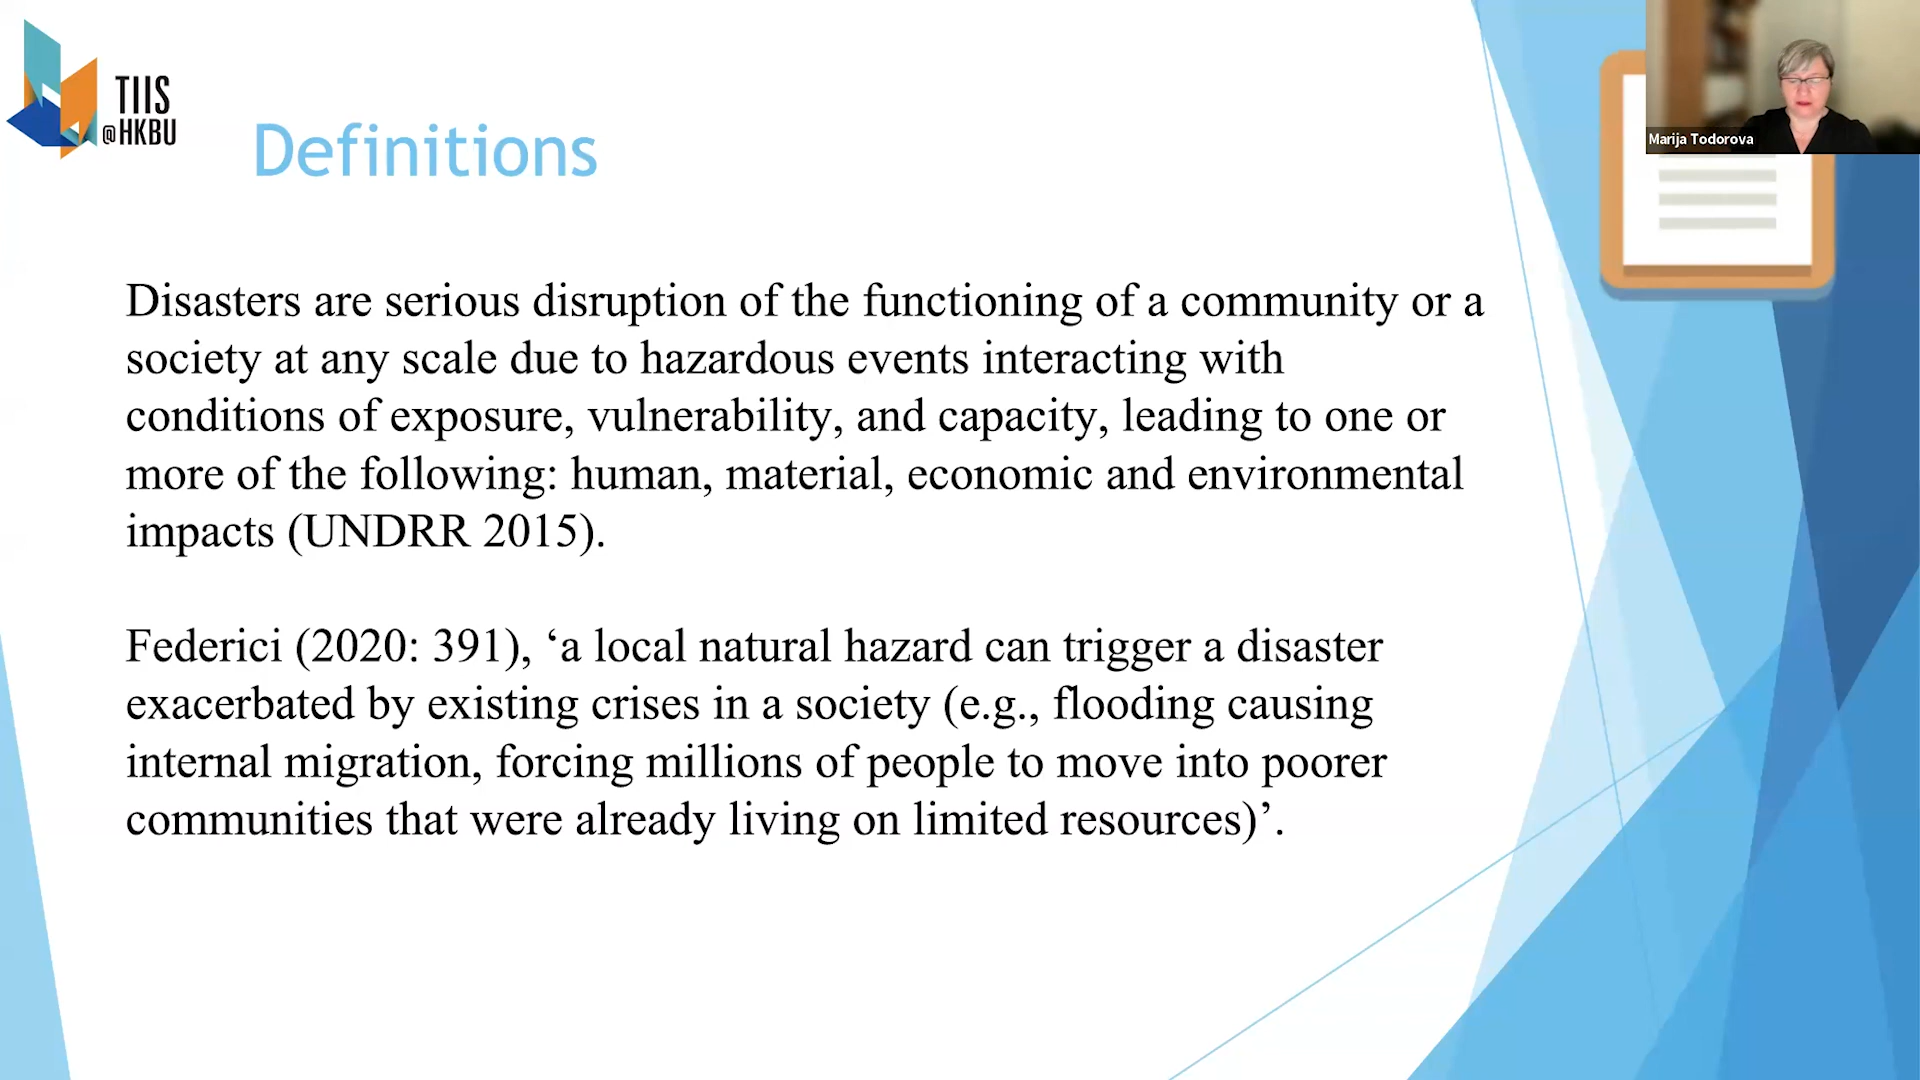 TIIS
@HKBU
Definitions
Marija Todorova
Disasters are serious disruption of the functioning of a community or a
society at any scale due to hazardous events interacting with
conditions of exposure, vulnerability, and capacity, leading to one or
more of the following: human, material, economic and environmental
impacts (UNDRR 2015).
Federici (2020: 391), ‘a local natural hazard can trigger a disaster
exacerbated by existing crises in a society (e.g., flooding causing
internal migration, forcing millions of people to move into poorer
communities that were already living on limited resources)’.